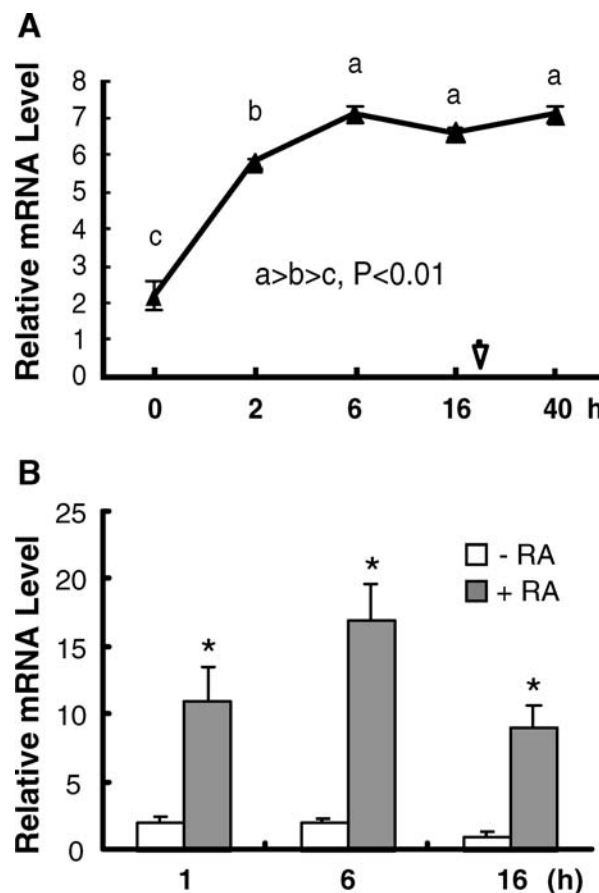 A
Relative mRNA Level
8
7
6
5
4
3
2
1
0
c
b
a
a
a
a>b>c, P<0.01
0 2 6 16 40 h
B
Relative mRNA Level
25
20
15
10
5
0
- RA
+ RA
*
*
*
1 6 16 (h)